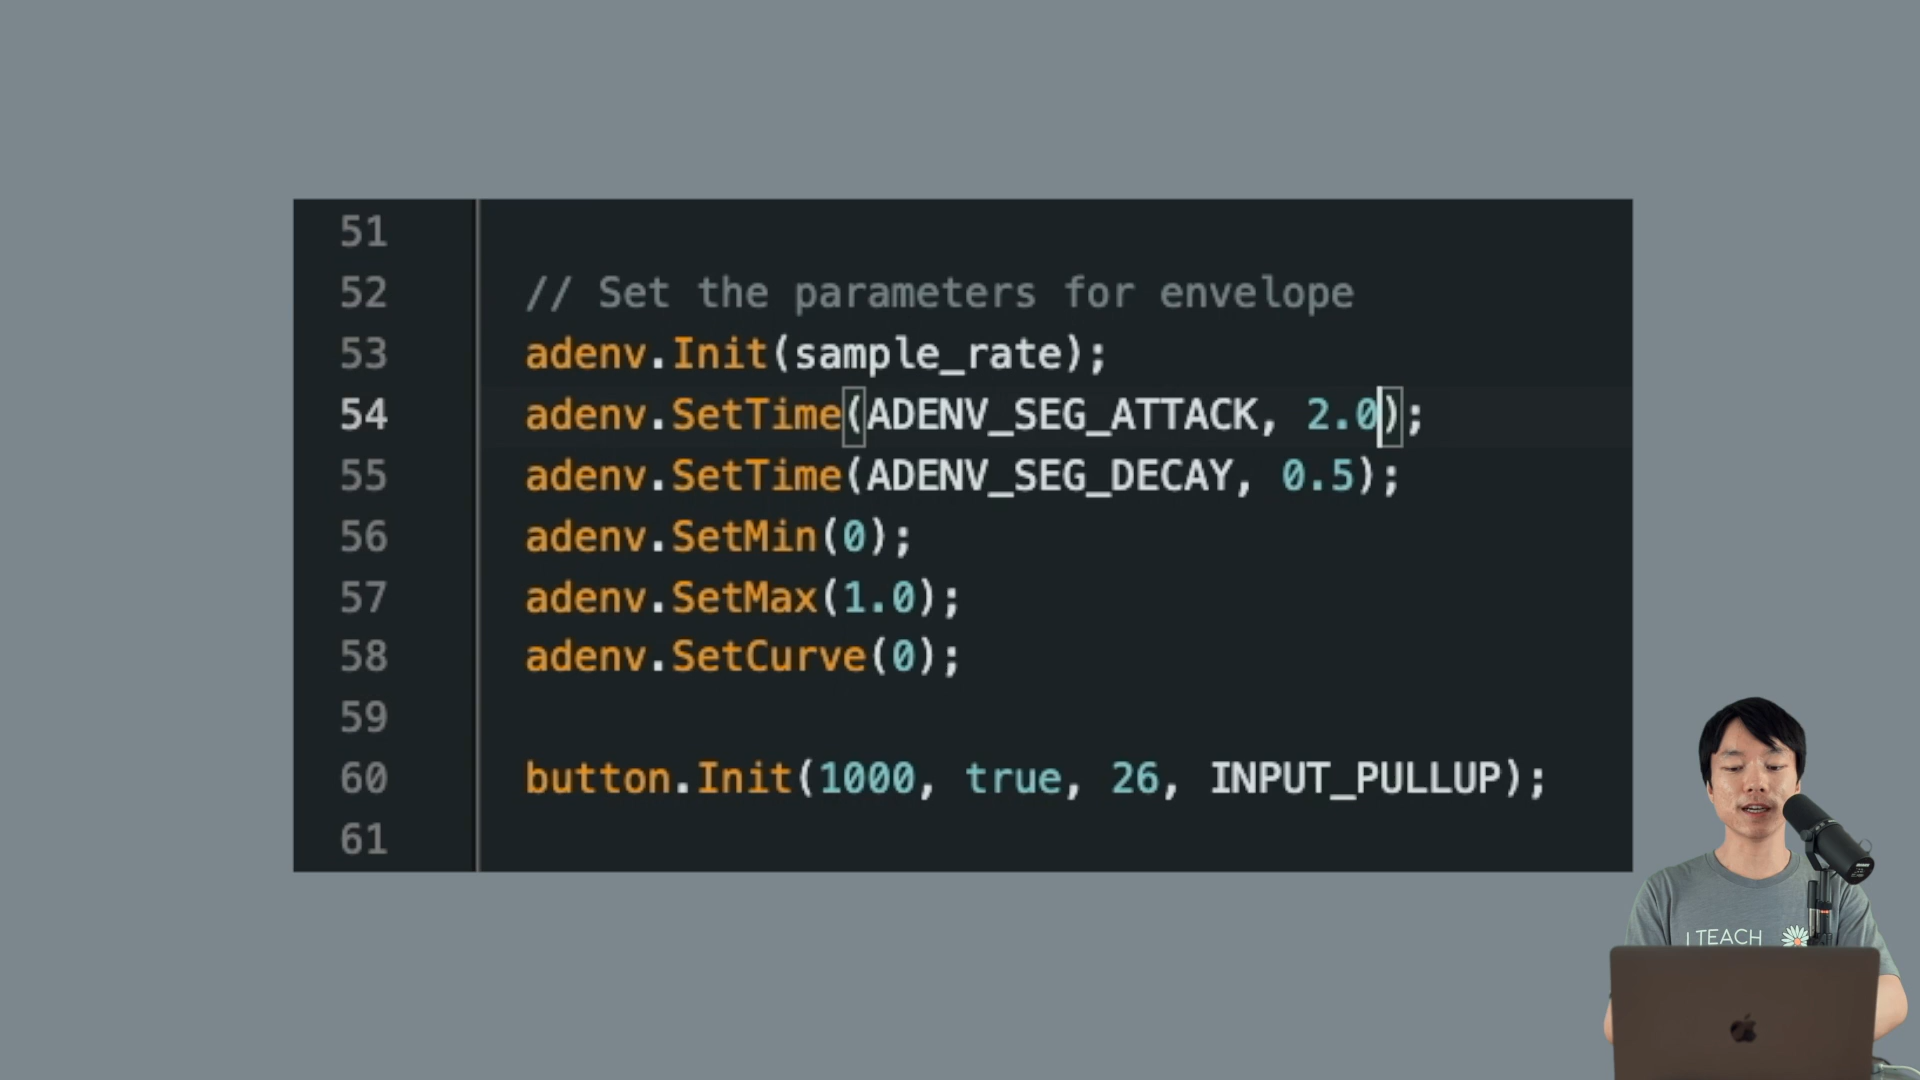 51
52 // Set the parameters for envelope
53 adenv.Init(sample_rate);
54 adenv.SetTime(ADENV_SEG_ATTACK, 2.0);
55 adenv.SetTime(ADENV_SEG_DECAY, 0.5);
56 adenv.SetMin(0);
57 adenv.SetMax(1.0);
58 adenv.SetCurve(0);
59
60 button.Init(1000, true, 26, INPUT_PULLUP);
61
I TEACH